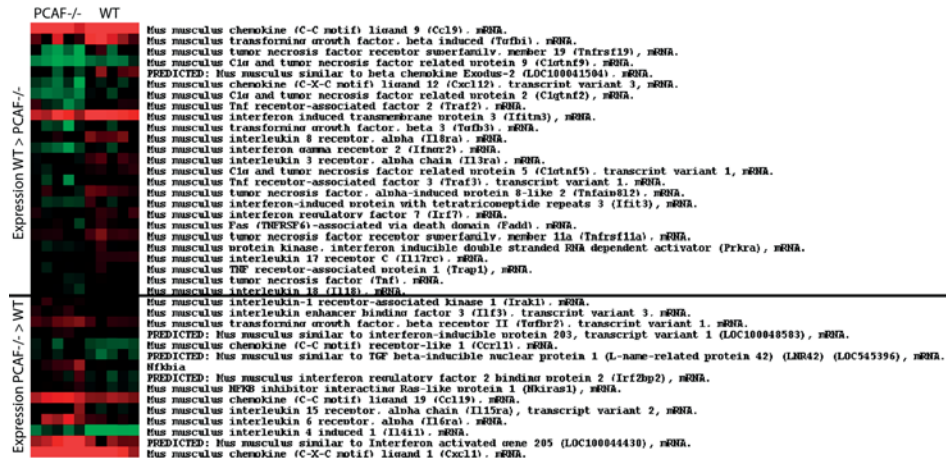 PCAF-/- WT
Expression WT > PCAF-/-
Mus musculus chemokine (C-C motif) ligand 9 (Ccl9), mRNA.
Mus musculus transforming growth factor, beta induced (Tgfbi), mRNA.
Mus musculus tumor necrosis factor receptor superfamily, member 19 (Tnfrsf19), mRNA.
Mus musculus C1q and tumor necrosis factor related protein 9 (C1qtnf9), mRNA.
PREDICTED: Mus musculus similar to beta chemokine Exodus-2 (LOC100041504), mRNA.
Mus musculus chemokine (C-X-C motif) ligand 12 (Cxcl12), transcript variant 3, mRNA.
Mus musculus C1q and tumor necrosis factor related protein 2 (C1qtnf2), mRNA.
Mus musculus Tnf receptor-associated factor 2 (Traf2), mRNA.
Mus musculus interferon induced transmembrane protein 3 (Ifitm3), mRNA.
Mus musculus transforming growth factor, beta 3 (Tgfb3), mRNA.
Mus musculus interleukin 8 receptor, alpha (Il8ra), mRNA.
Mus musculus interferon gamma receptor 2 (Ifngr2), mRNA.
Mus musculus interleukin 3 receptor, alpha chain (Il3ra), mRNA.
Mus musculus C1q and tumor necrosis factor related protein 5 (C1qtnf5), transcript variant 1, mRNA.
Mus musculus Tnf receptor-associated factor 3 (Traf3), transcript variant 1, mRNA.
Mus musculus tumor necrosis factor, alpha-induced protein 8-like 2 (Tnfaip8l2), mRNA.
Mus musculus interferon-induced protein with tetratricopeptide repeats 3 (Ifit3), mRNA.
Mus musculus interferon regulatory factor 7 (Irf7), mRNA.
Mus musculus Fas (TNFRSF6)-associated via death domain (Fadd), mRNA.
Mus musculus tumor necrosis factor receptor superfamily, member 11a (Tnfrsf11a), mRNA.
Mus musculus protein kinase, interferon inducible double stranded RNA dependent activator (Prkra), mRNA.
Mus musculus interleukin 17 receptor C (Il17rc), mRNA.
Mus musculus TNF receptor-associated protein 1 (Trap1), mRNA.
Mus musculus tumor necrosis factor (Tnf), mRNA.
Mus musculus interleukin 18 (Il18), mRNA.
Expression PCAF-/- > WT
Mus musculus interleukin-1 receptor-associated kinase 1 (Irak1), mRNA.
Mus musculus interleukin enhancer binding factor 3 (Ilf3), transcript variant 3, mRNA.
Mus musculus transforming growth factor, beta receptor II (Tgfbr2), transcript variant 1, mRNA.
PREDICTED: Mus musculus similar to interferon-inducible protein 203, transcript variant 1 (LOC100048583), mRNA.
Mus musculus chemokine (C-C motif) receptor-like 1 (Ccrl1), mRNA.
PREDICTED: Mus musculus similar to TGF beta-inducible nuclear protein 1 (L-name-related protein 42) (LNR42) (LOC545396), mRNA.
Nfkbia
PREDICTED: Mus musculus interferon regulatory factor 2 binding protein 2 (Irf2bp2), mRNA.
Mus musculus NFKB inhibitor interacting Ras-like protein 1 (Nkiras1), mRNA.
Mus musculus chemokine (C-C motif) ligand 19 (Ccl19), mRNA.
Mus musculus interleukin 15 receptor, alpha chain (Il15ra), transcript variant 2, mRNA.
Mus musculus interleukin 6 receptor, alpha (Il6ra), mRNA.
Mus musculus interleukin 4 induced 1 (Il4i1), mRNA.
PREDICTED: Mus musculus similar to Interferon activated gene 205 (LOC100044430), mRNA.
Mus musculus chemokine (C-X-C motif) ligand 1 (Cxcl1), mRNA.